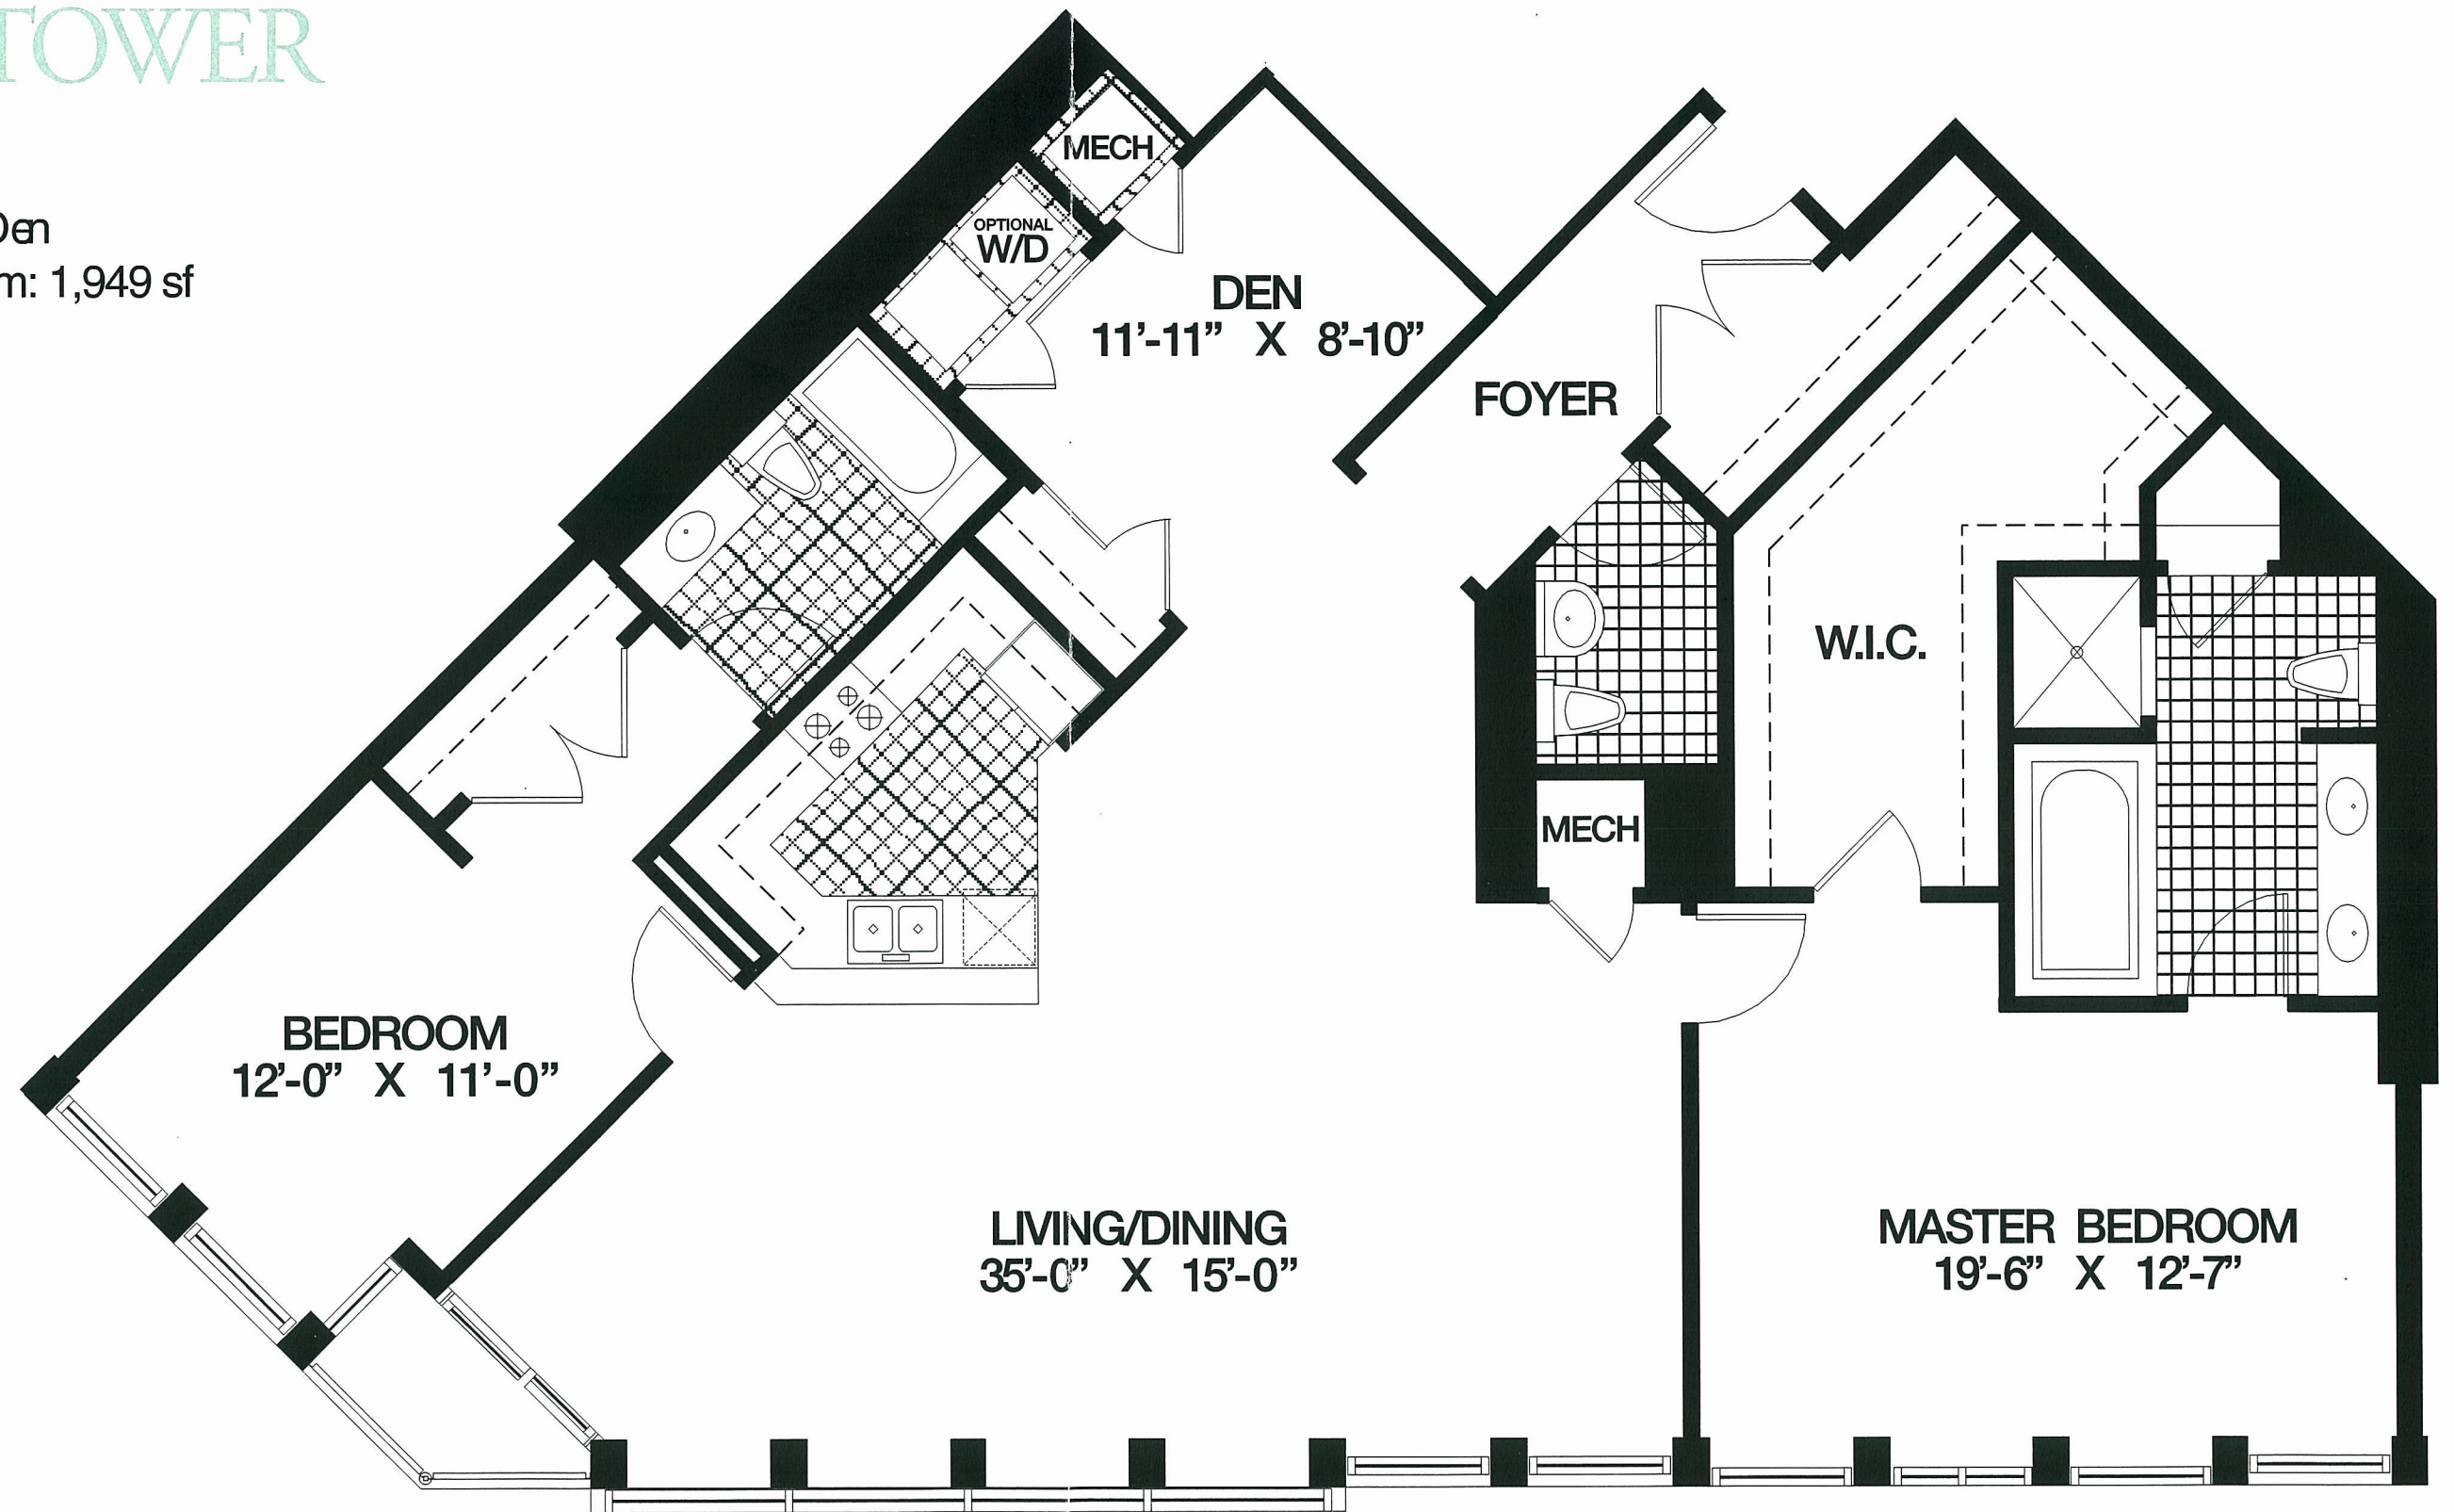 TOWER
Den
m: 1,949 sf
MECH
OPTIONAL
W/D
DEN
11'-11” X 8'-10”
FOYER
W.I.C.
MECH
BEDROOM
12'-0” X 11'-0”
LIVING/DINING
35'-0” X 15'-0”
MASTER BEDROOM
19'-6” X 12'-7”